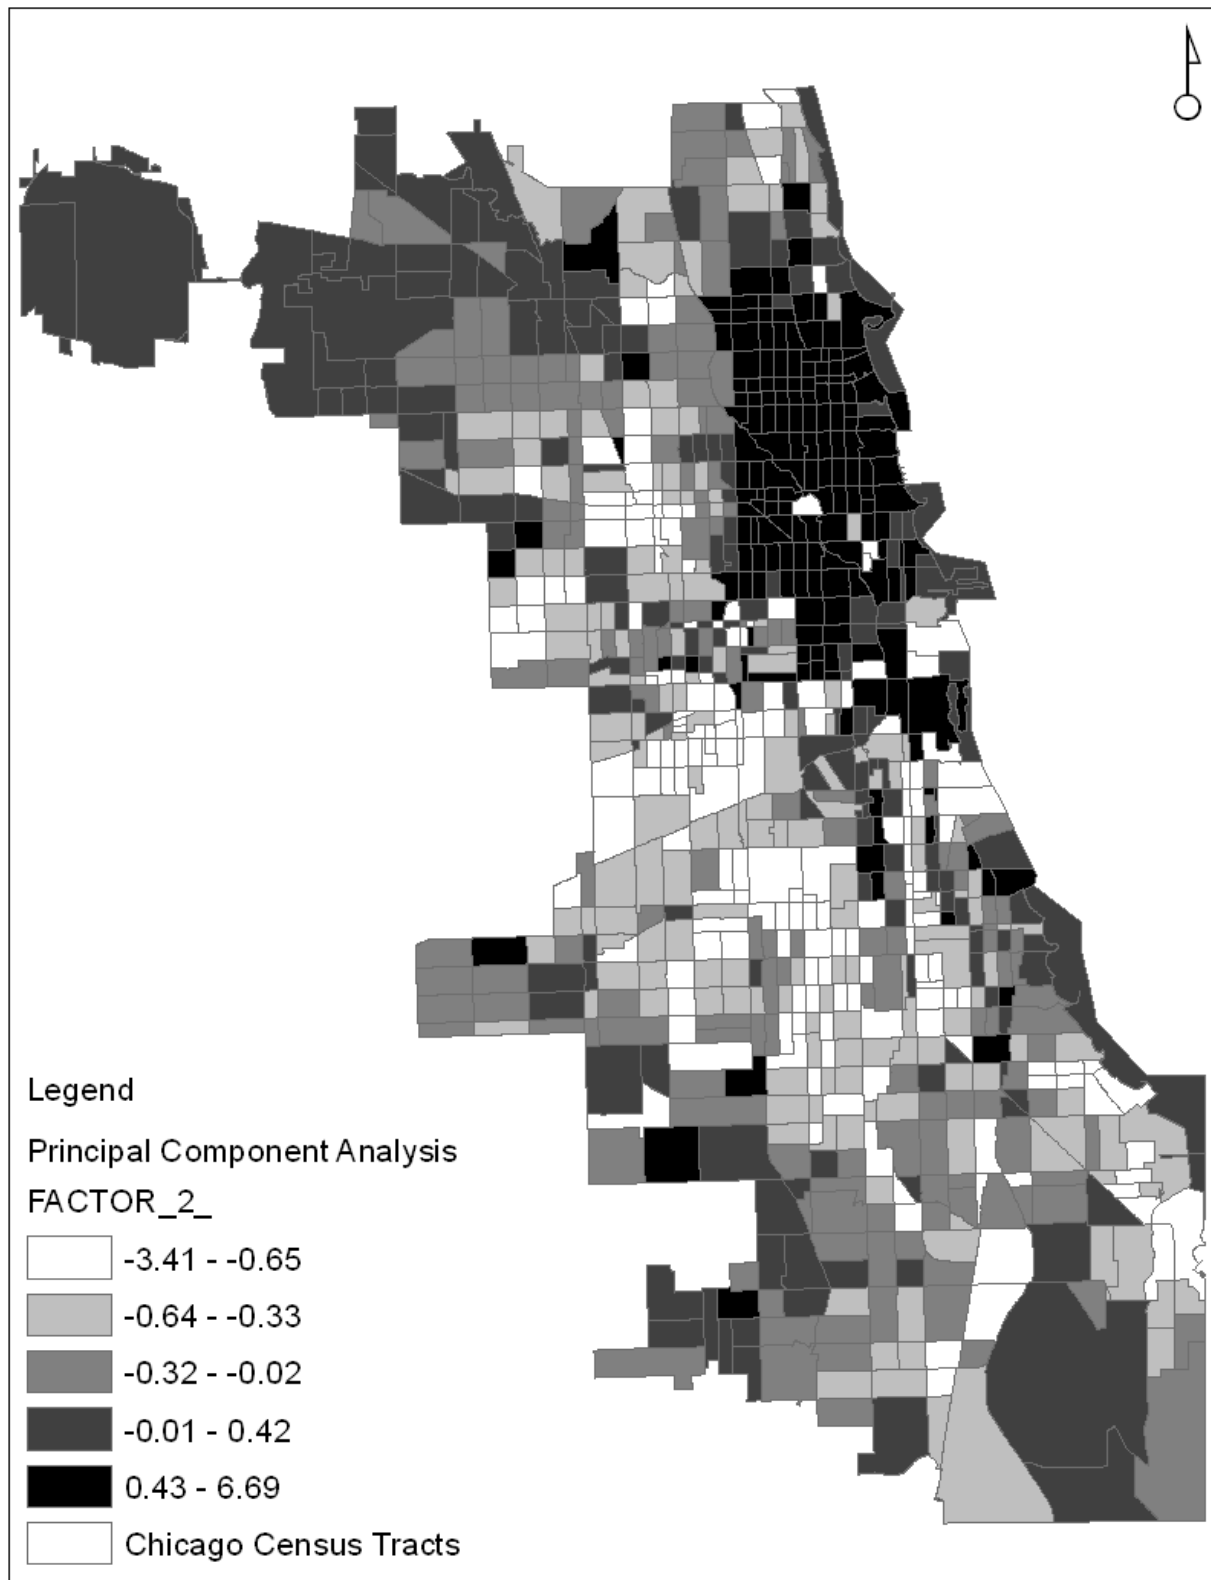 Legend
Principal Component Analysis
FACTOR_2_
-3.41 - -0.65
-0.64 - -0.33
-0.32 - -0.02
-0.01 - 0.42
0.43 - 6.69
Chicago Census Tracts